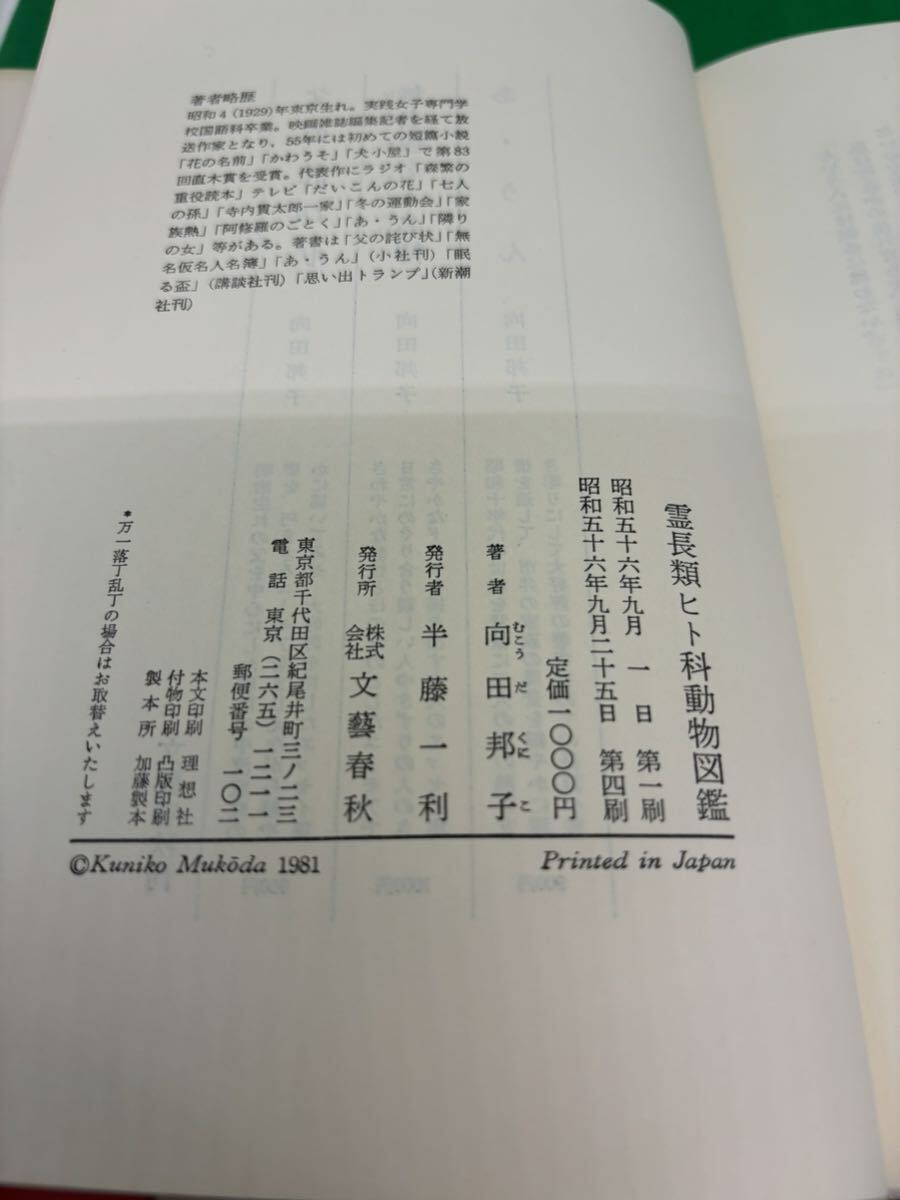 著者略歴
昭和4(1929)年東京生れ。実践女子専門学
校国語科卒業。映画雑誌編集記者を経て放
送作家となり,55年には初めての短篇小説
「花の名前」「かわうそ」「犬小屋」で第83
回直木賞を受賞。代表作にラジオ「森繁の
重役読本」テレビ「だいこんの花」「七人
の孫」「寺内貫太郎一家」「冬の運動会」「家
族熱」「阿修羅のごとく」「あ・うん」「隣り
の女」等がある。著書は「父の詫び状」「無
名仮名人名簿」「あ・うん」(小社刊)「眠
る盃」(講談社刊)「思い出トランプ」(新潮
社刊)
霊長類ヒト科動物図鑑
昭和五十六年九月 一 日 第一刷
昭和五十六年九月二十五日 第四刷
定価一〇〇〇円
著者 向田邦子
むこうだくにこ
発行者 半藤一利
発行所 株式会社 文藝春秋
東京都千代田区紀尾井町三ノ二三
電話 東京(二六五)一二一一
郵便番号 一〇二
本文印刷 理想社
付物印刷 凸版印刷
製本所 加藤製本
*万一落丁乱丁の場合はお取替えいたします
©Kuniko Mukōda 1981
Printed in Japan